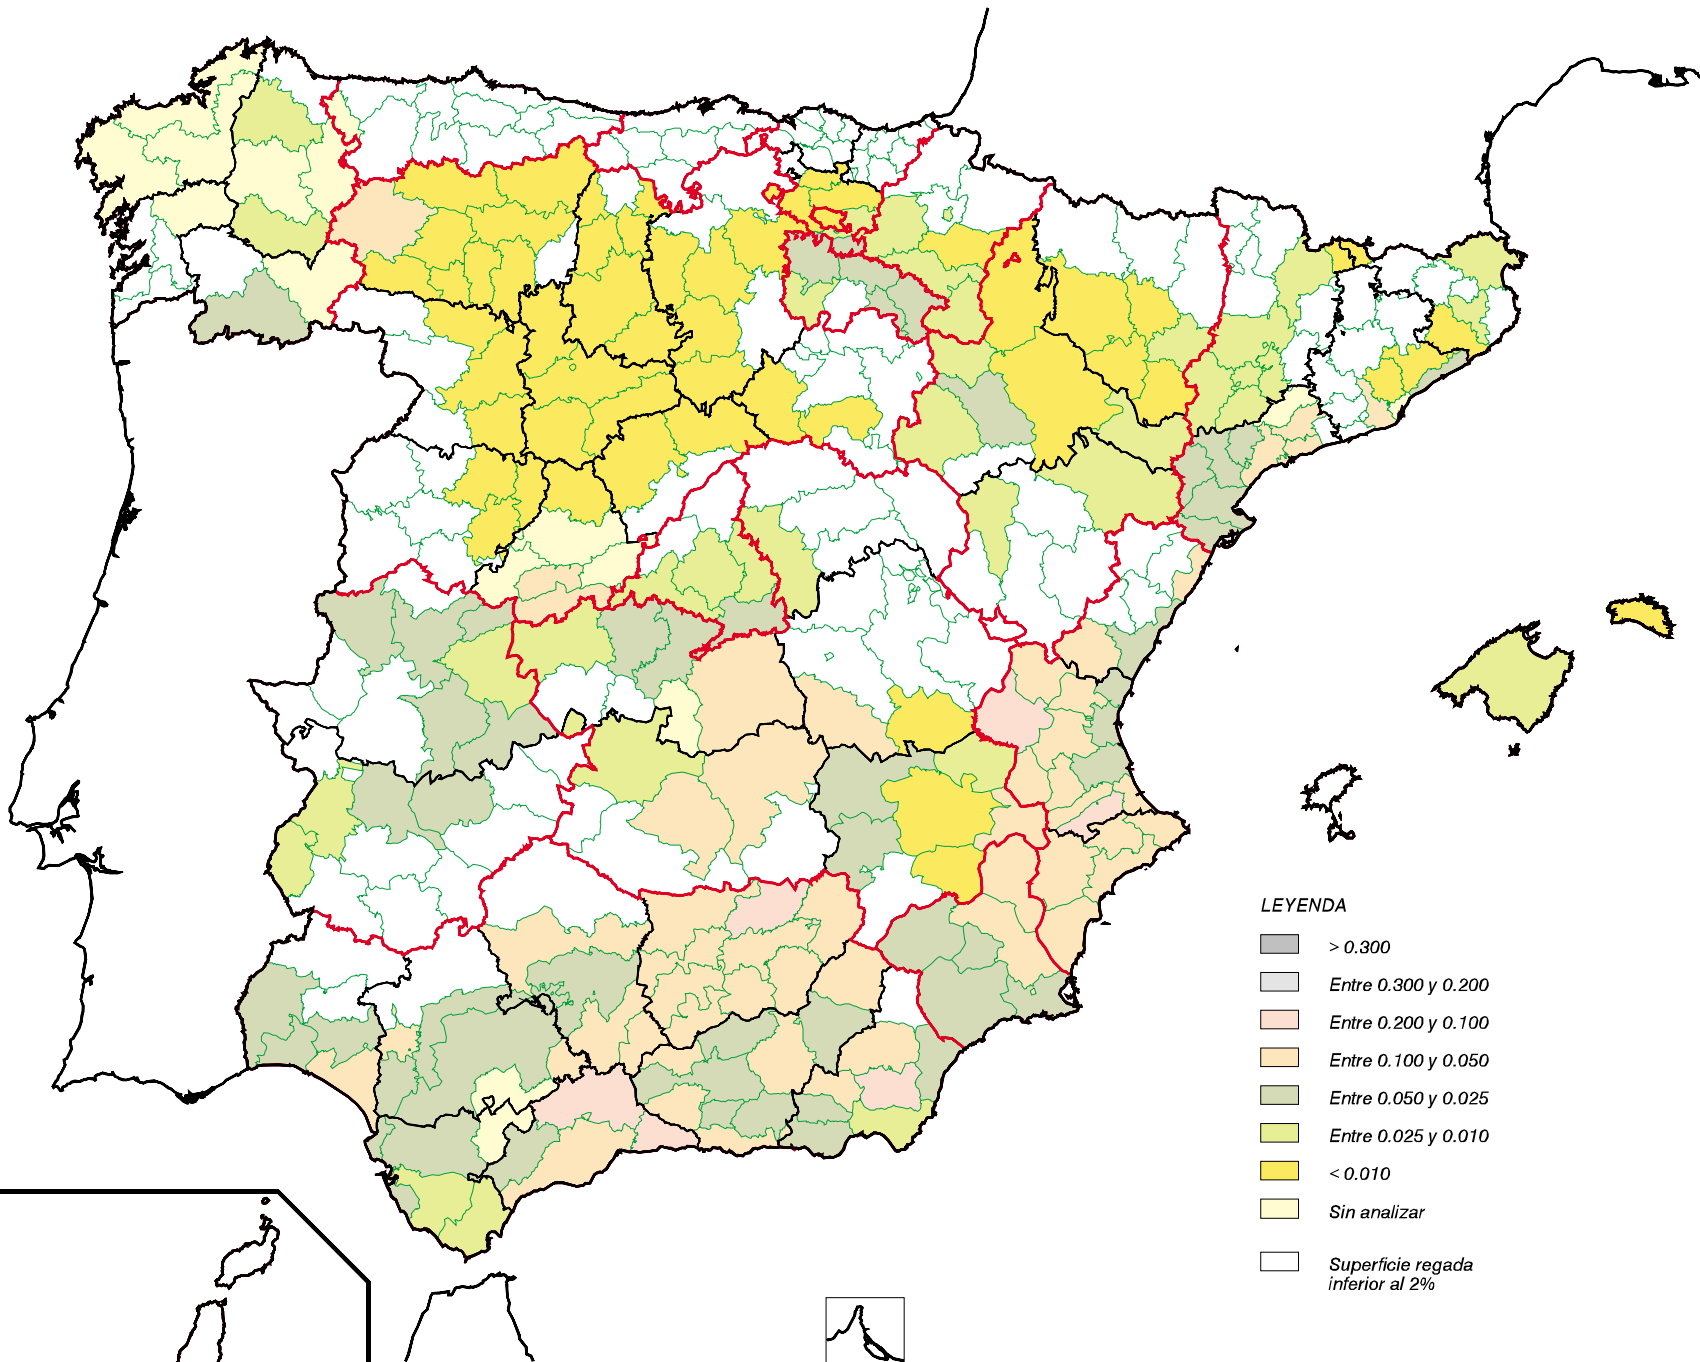 LEYENDA
> 0.300
Entre 0.300 y 0.200
Entre 0.200 y 0.100
Entre 0.100 y 0.050
Entre 0.050 y 0.025
Entre 0.025 y 0.010
< 0.010
Sin analizar
Superficie regada
inferior al 2%